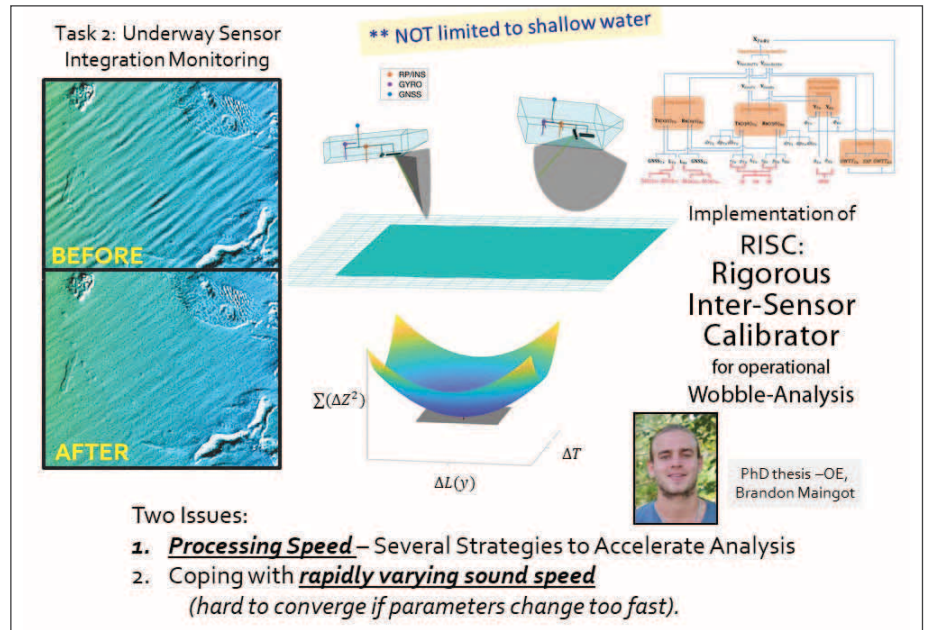 Task 2: Underway Sensor
Integration Monitoring
** NOT limited to shallow water
RP/INS
GYRO
GNSS
BEFORE
AFTER
Implementation of
RISC:
Rigorous
Inter-Sensor
Calibrator
for operational
Wobble-Analysis
∑(ΔZ²)
ΔT
ΔL(y)
PhD thesis –OE,
Brandon Maingot
Two Issues:
1. Processing Speed – Several Strategies to Accelerate Analysis
2. Coping with rapidly varying sound speed
(hard to converge if parameters change too fast).